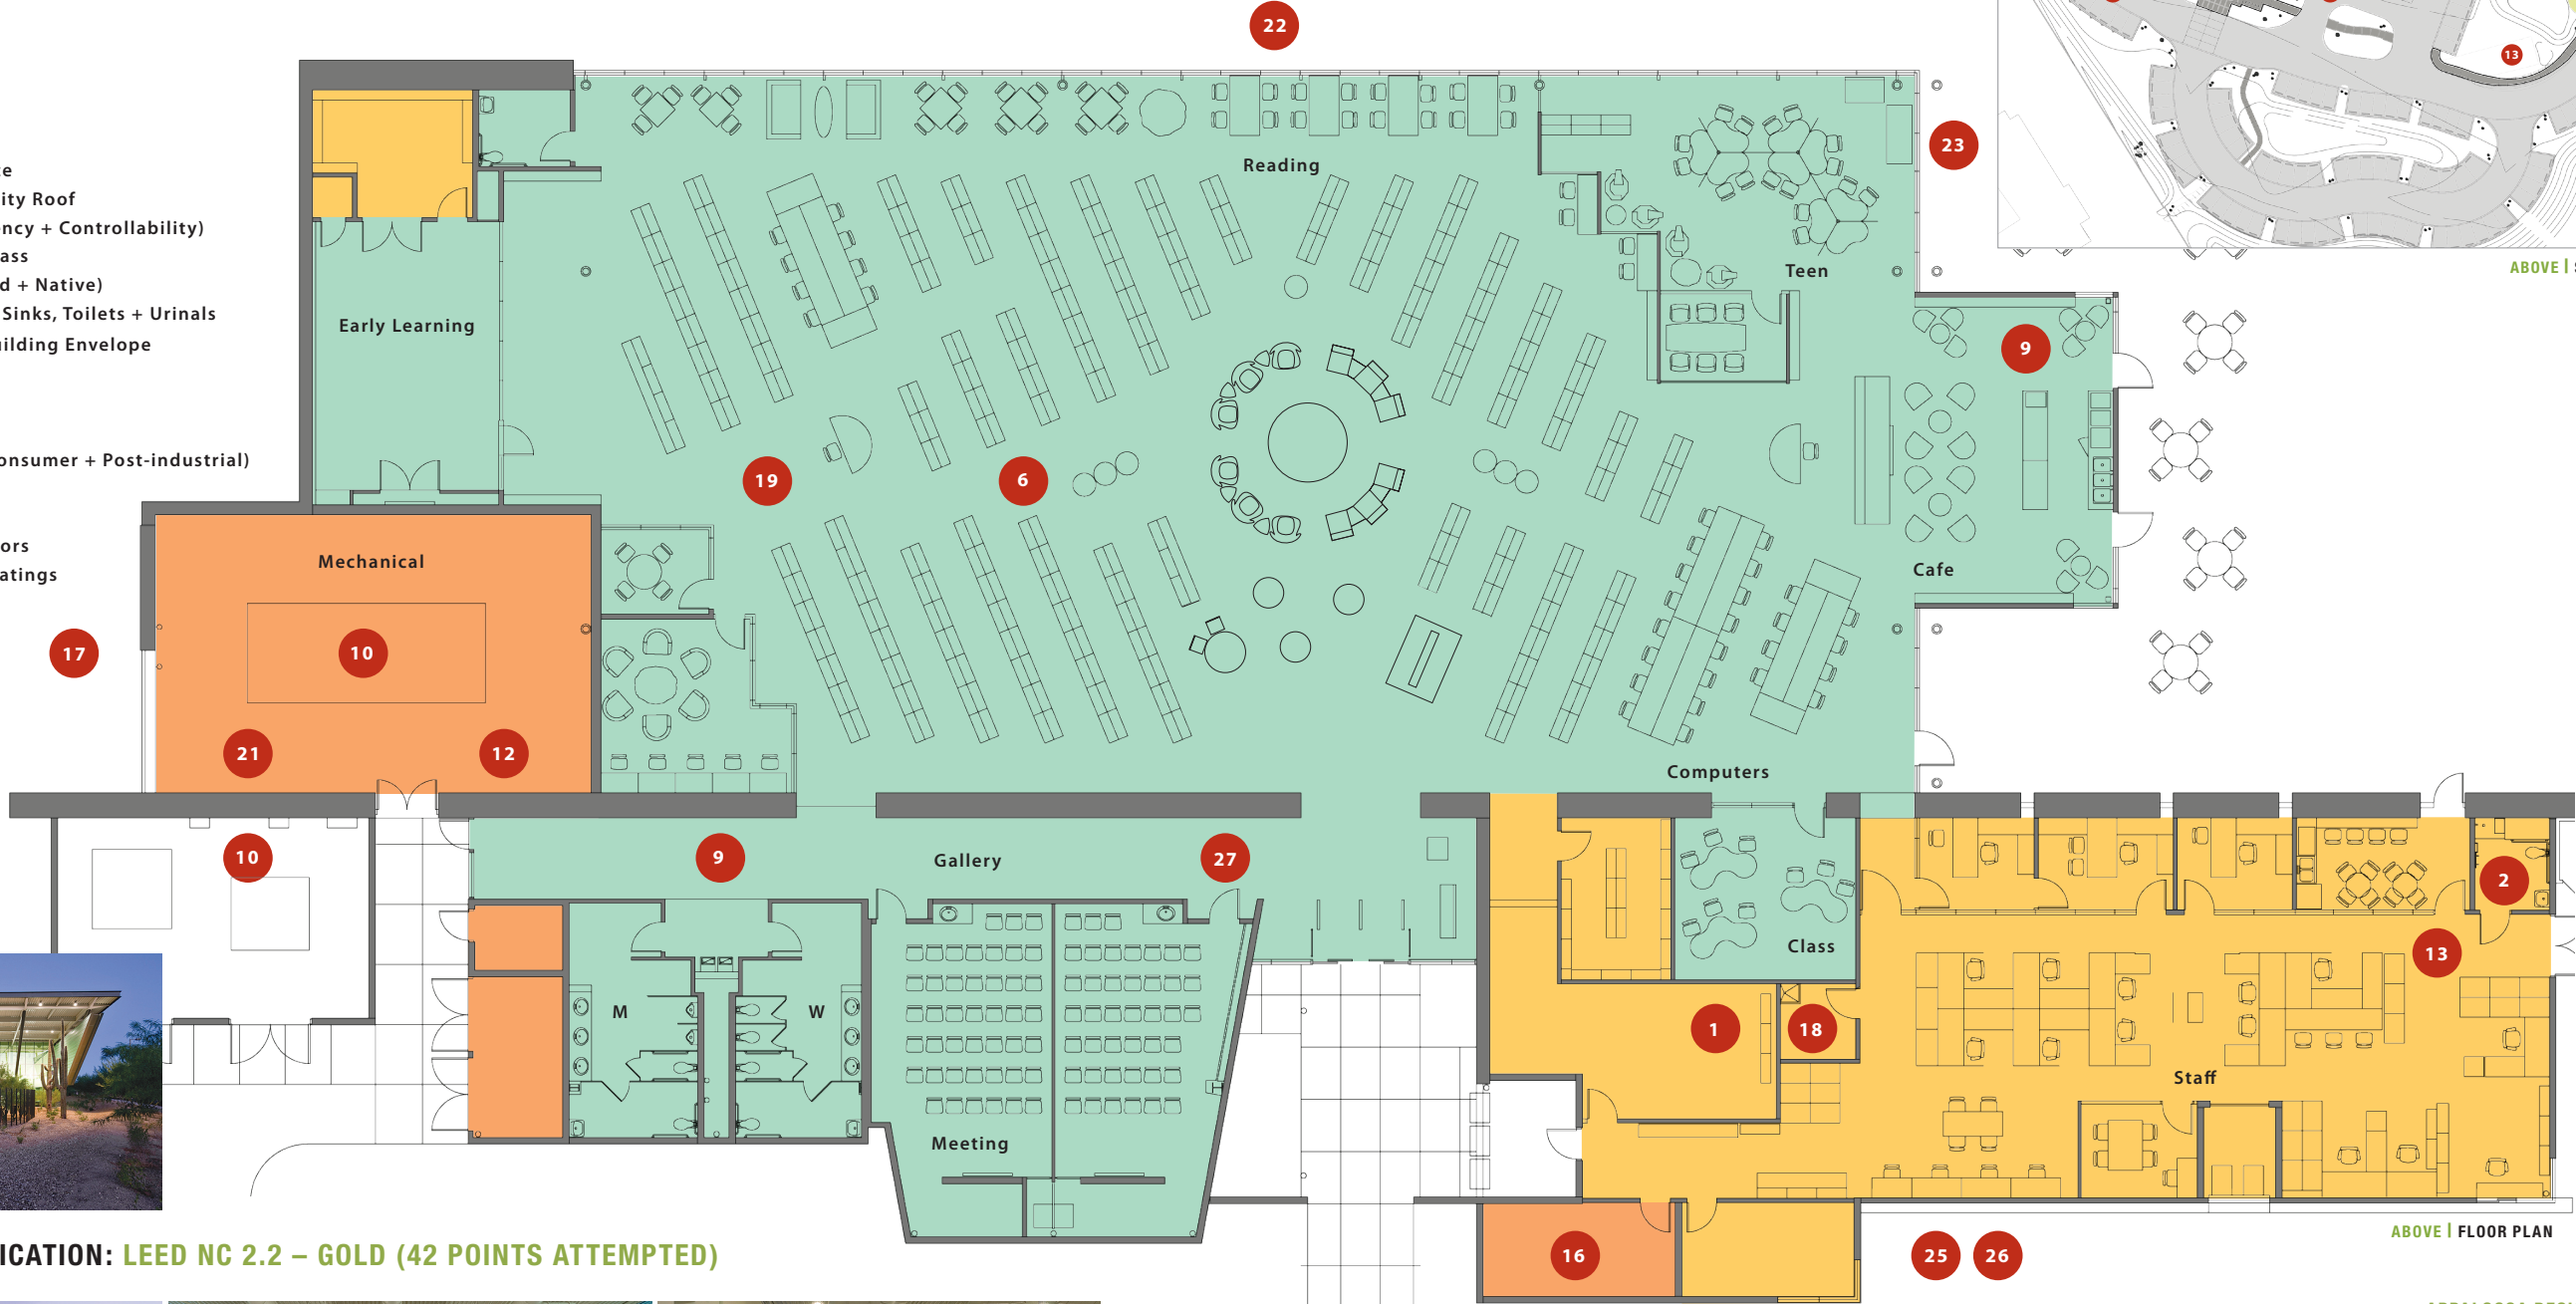 22
13
ity Roof
ency + Controllability)
ass
d + Native)
Sinks, Toilets + Urinals
uilding Envelope
onsumer + Post-industrial)
ors
atings
23
ABOVE |
Reading
Teen
Early Learning
9
19
6
Mechanical
Cafe
17
10
21
12
Computers
10
9
Gallery
27
2
Class
13
M
W
1
18
Staff
Meeting
ICATION: LEED NC 2.2 – GOLD (42 POINTS ATTEMPTED)
16
25
26
ABOVE | FLOOR PLAN